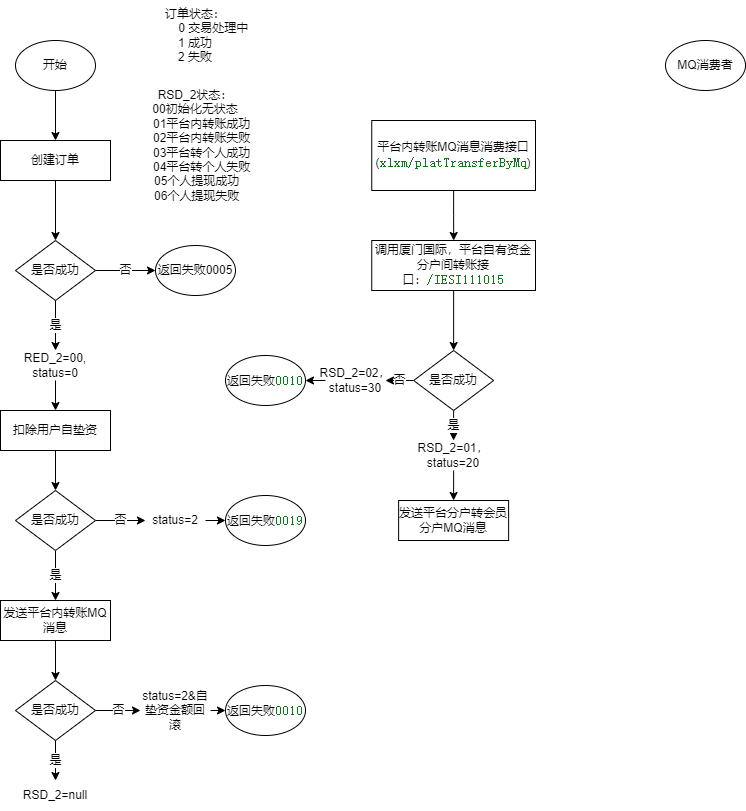 订单状态：
0 交易处理中
1 成功
2 失败
开始
MQ消费者
RSD_2状态：
00初始化无状态
01平台内转账成功
02平台内转账失败
03平台转个人成功
04平台转个人失败
05个人提现成功
06个人提现失败
创建订单
是否成功
否
返回失败0005
是
RED_2=00,
status=0
扣除用户自垫资
是否成功
否
status=2
返回失败0019
是
发送平台内转账MQ
消息
是否成功
否
status=2&自
垫资金额回
滚
返回失败0010
是
RSD_2=null
平台内转账MQ消息消费接口
(xlxm/platTransferByMq)
调用厦门国际，平台自有资金
分户间转账接
口：/IESI111015
是否成功
否
RSD_2=02,
status=30
返回失败0010
是
RSD_2=01,
status=20
发送平台分户转会员
分户MQ消息